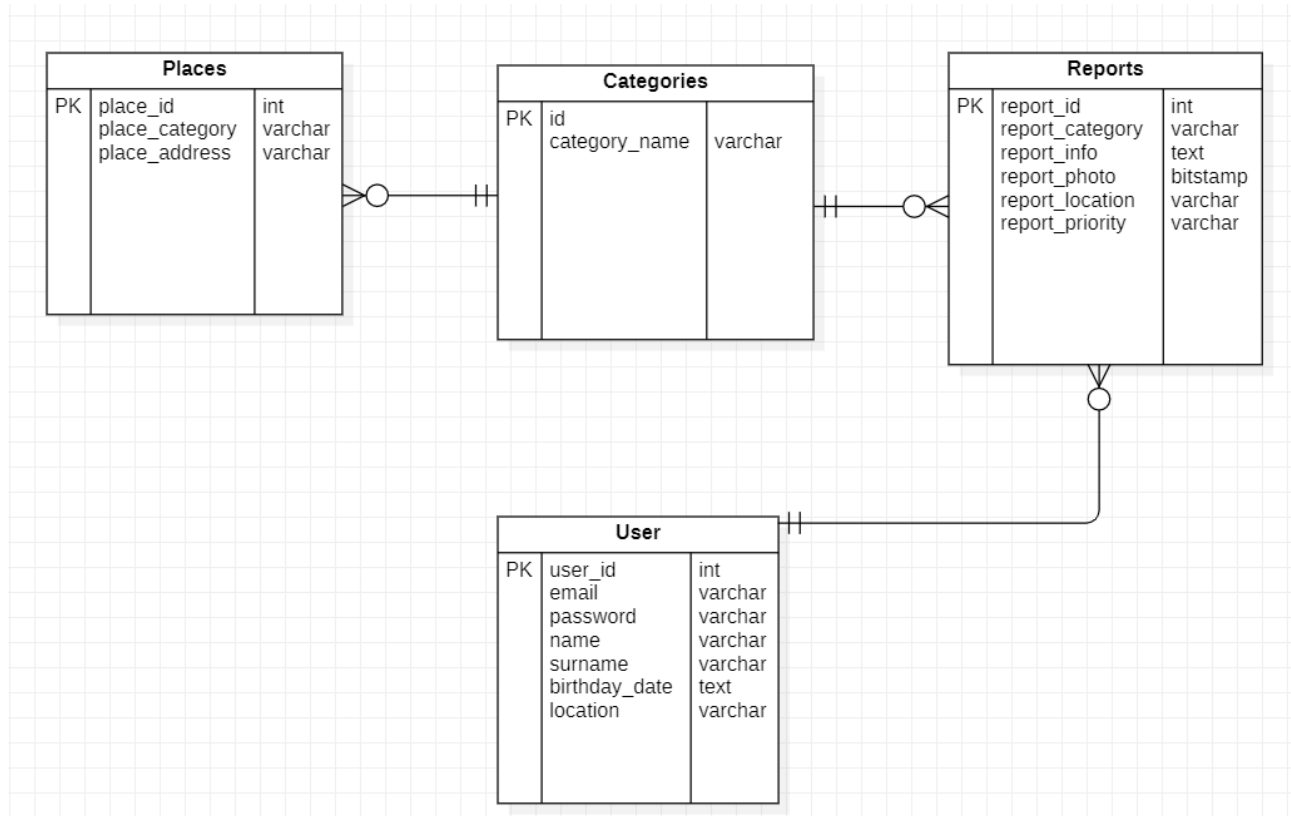 Places
PK place_id int
place_category varchar
place_address varchar
Categories
PK id
category_name varchar
Reports
PK report_id int
report_category varchar
report_info text
report_photo bitstamp
report_location varchar
report_priority varchar
User
PK user_id int
email varchar
password varchar
name varchar
surname varchar
birthday_date text
location varchar